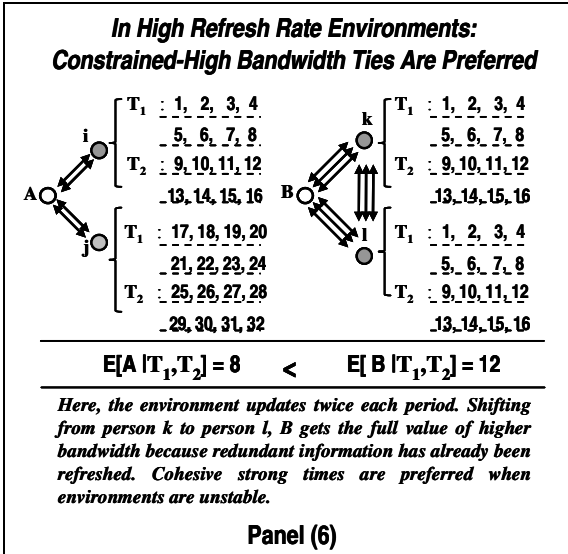 In High Refresh Rate Environments:
Constrained-High Bandwidth Ties Are Preferred
i
A
j
T1 : 1, 2, 3, 4
5, 6, 7, 8
T2 : 9, 10, 11, 12
13, 14, 15, 16
T1 : 17, 18, 19, 20
21, 22, 23, 24
T2 : 25, 26, 27, 28
29, 30, 31, 32
k
B
l
T1 : 1, 2, 3, 4
5, 6, 7, 8
T2 : 9, 10, 11, 12
13, 14, 15, 16
T1 : 1, 2, 3, 4
5, 6, 7, 8
T2 : 9, 10, 11, 12
13, 14, 15, 16
E[A |T1,T2] = 8 < E[ B |T1,T2] = 12
Here, the environment updates twice each period. Shifting
from person k to person l, B gets the full value of higher
bandwidth because redundant information has already been
refreshed. Cohesive strong times are preferred when
environments are unstable.
Panel (6)